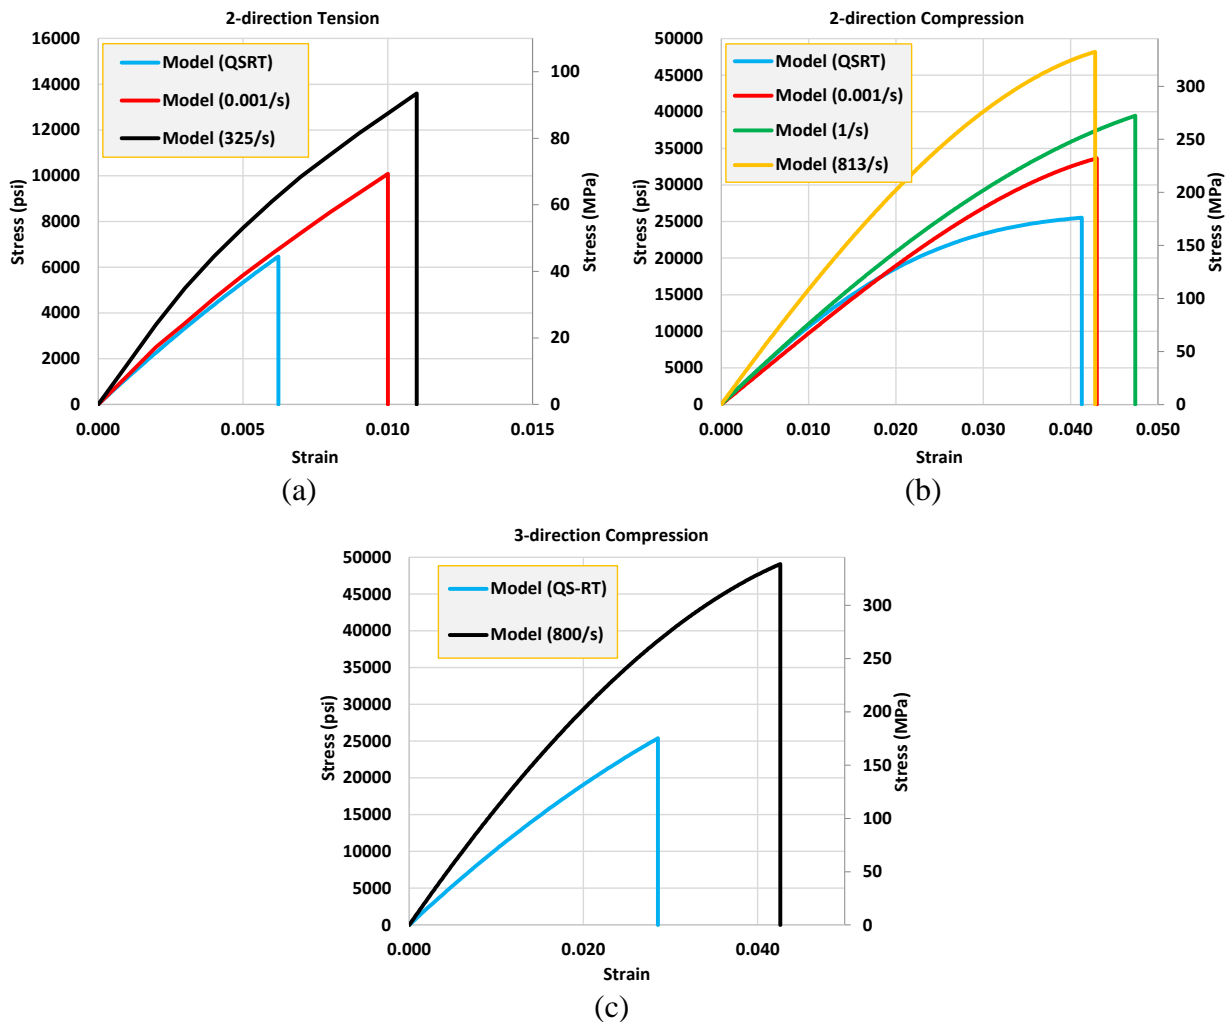 2-direction Tension
16000
14000
12000
10000
8000
6000
4000
2000
0
Stress (psi)
Model (QSRT)
Model (0.001/s)
Model (325/s)
100
80
60
40
20
0
Stress (MPa)
0.000
0.005
0.010
0.015
Strain
(a)
2-direction Compression
50000
45000
40000
35000
30000
25000
20000
15000
10000
5000
0
Stress (psi)
Model (QSRT)
Model (0.001/s)
Model (1/s)
Model (813/s)
300
250
200
150
100
50
0
Stress (MPa)
0.000
0.010
0.020
0.030
0.040
0.050
Strain
(b)
3-direction Compression
50000
45000
40000
35000
30000
25000
20000
15000
10000
5000
0
Stress (psi)
Model (QS-RT)
Model (800/s)
300
250
200
150
100
50
0
Stress (MPa)
0.000
0.020
0.040
Strain
(c)